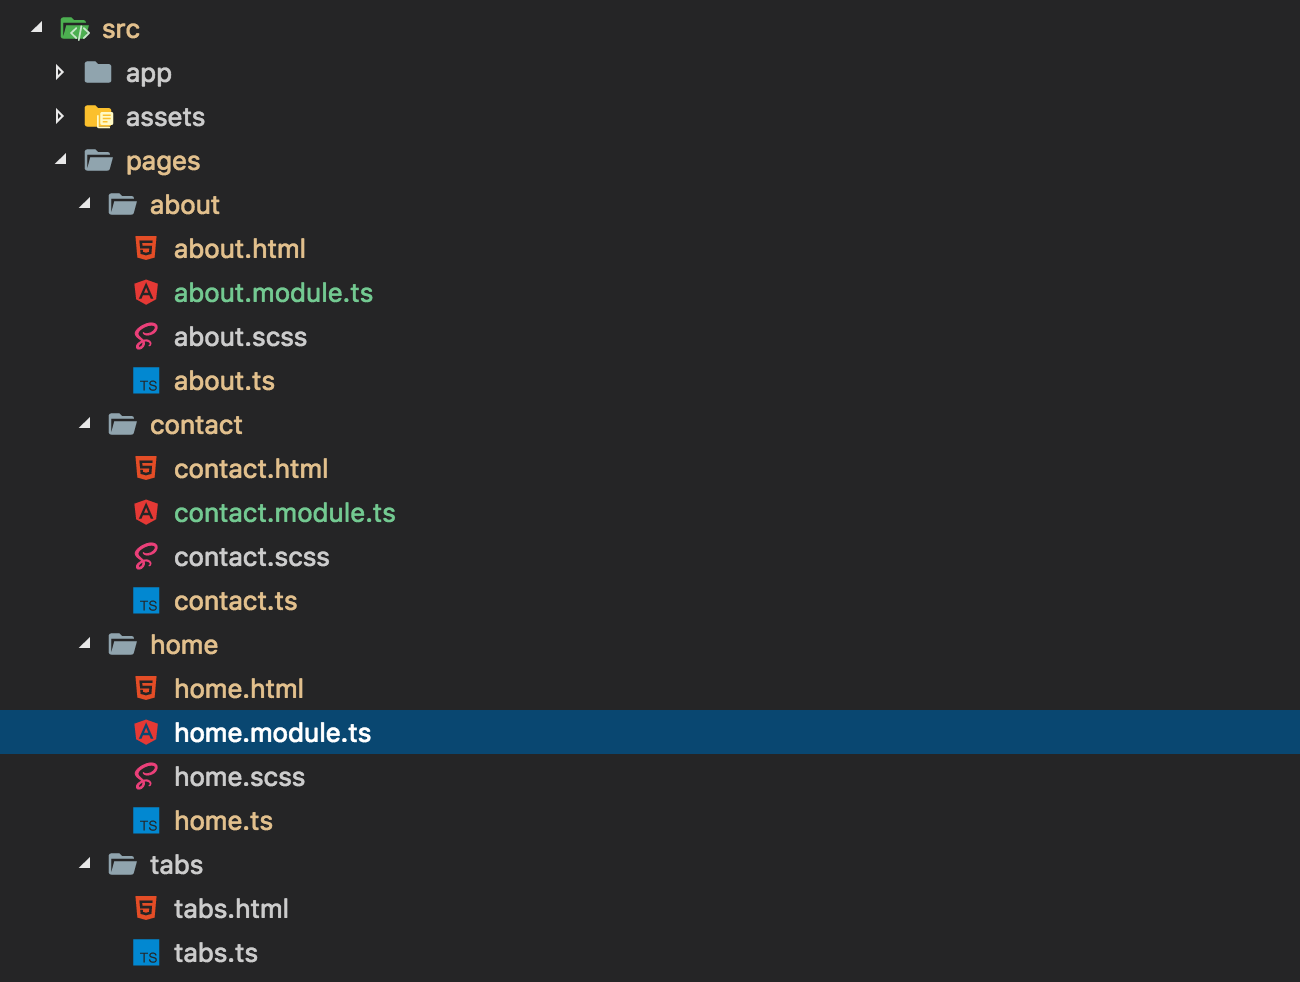 src
app
assets
pages
about
about.html
about.module.ts
about.scss
TS about.ts
contact
contact.html
contact.module.ts
contact.scss
TS contact.ts
home
home.html
home.module.ts
home.scss
TS home.ts
tabs
tabs.html
TS tabs.ts